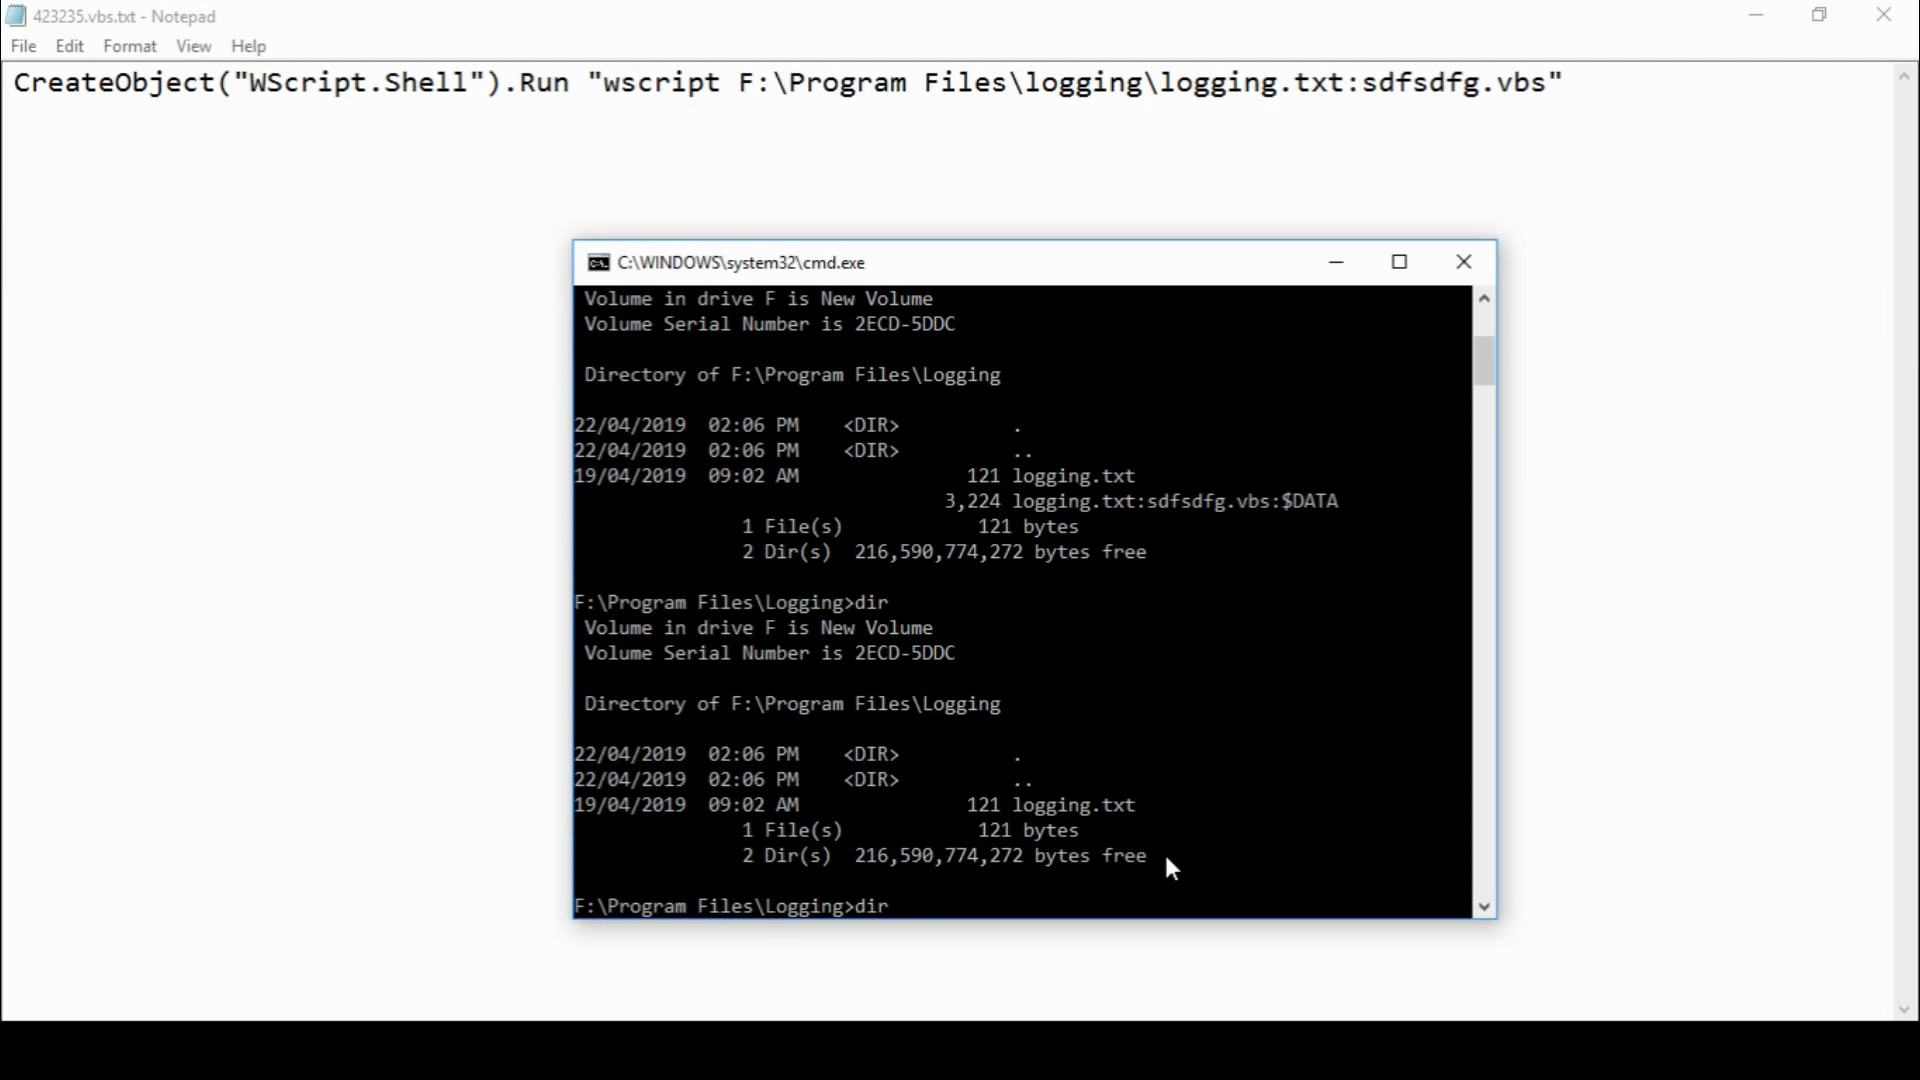 423235.vbs.txt - Notepad
File Edit Format View Help
CreateObject("WScript.Shell").Run "wscript F:\Program Files\logging\logging.txt:sdfsdfg.vbs"
C:\WINDOWS\system32\cmd.exe
Volume in drive F is New Volume
Volume Serial Number is 2ECD-5DDC
Directory of F:\Program Files\Logging
22/04/2019 02:06 PM <DIR> .
22/04/2019 02:06 PM <DIR> ..
19/04/2019 09:02 AM 121 logging.txt
3,224 logging.txt:sdfsdfg.vbs:$DATA
1 File(s) 121 bytes
2 Dir(s) 216,590,774,272 bytes free
F:\Program Files\Logging>dir
Volume in drive F is New Volume
Volume Serial Number is 2ECD-5DDC
Directory of F:\Program Files\Logging
22/04/2019 02:06 PM <DIR> .
22/04/2019 02:06 PM <DIR> ..
19/04/2019 09:02 AM 121 logging.txt
1 File(s) 121 bytes
2 Dir(s) 216,590,774,272 bytes free
F:\Program Files\Logging>dir